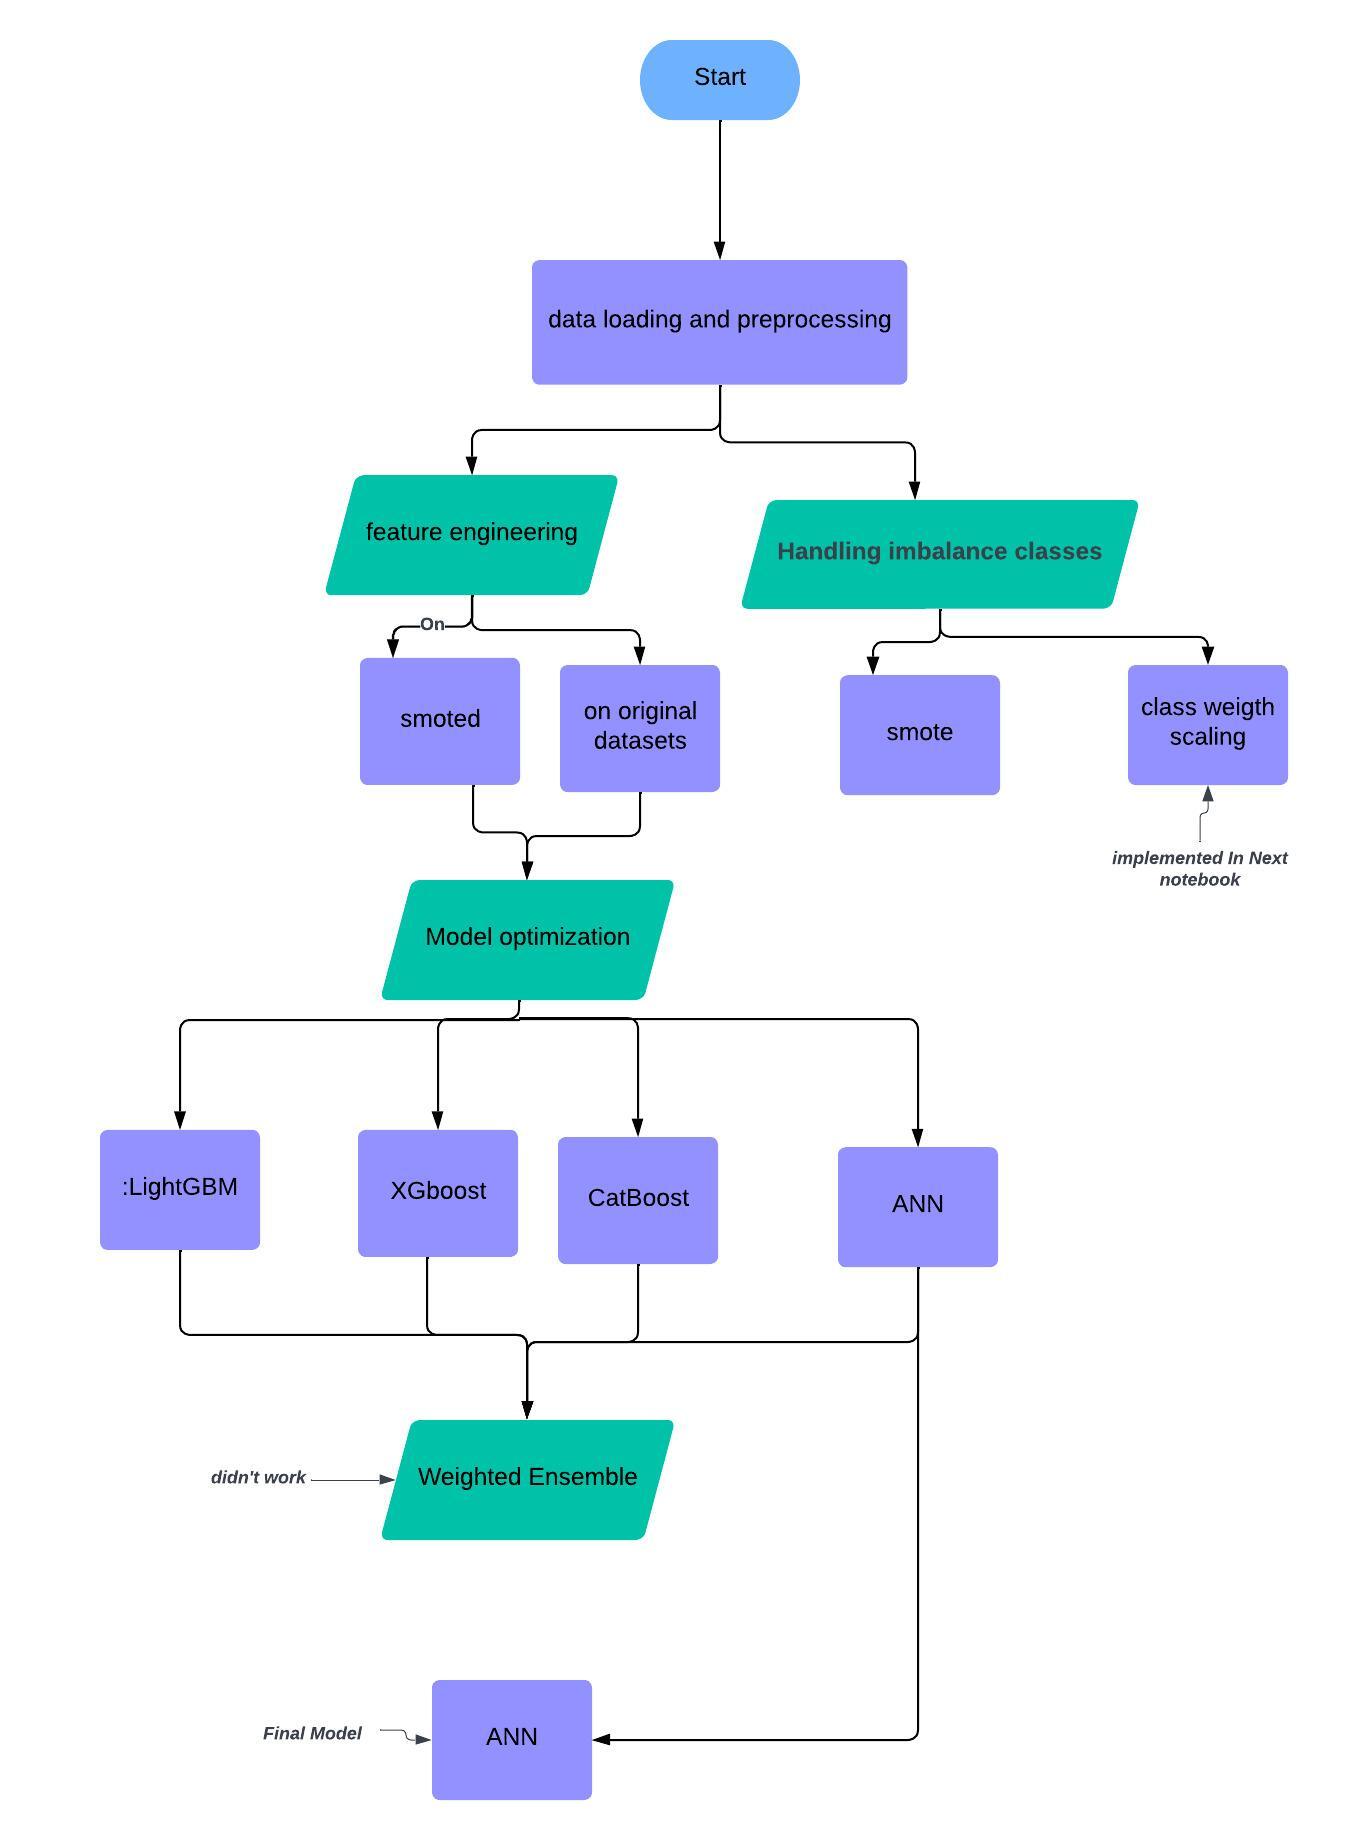 Start
data loading and preprocessing
feature engineering
Handling imbalance classes
On
smoted
on original
datasets
smote
class weigth
scaling
implemented In Next
notebook
Model optimization
:LightGBM
XGboost
CatBoost
ANN
didn't work
Weighted Ensemble
Final Model
ANN